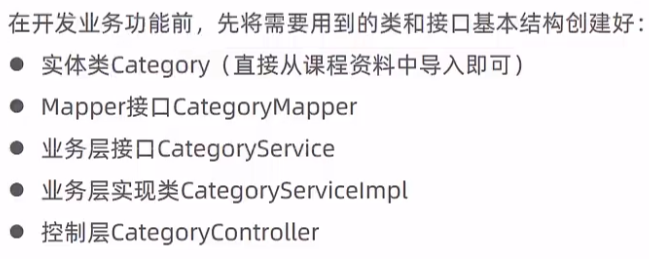 在开发业务功能前，先将需要用到的类和接口基本结构创建好：
● 实体类Category（直接从课程资料中导入即可）
● Mapper接口CategoryMapper
● 业务层接口CategoryService
● 业务层实现类CategoryServiceImpl
● 控制层CategoryController